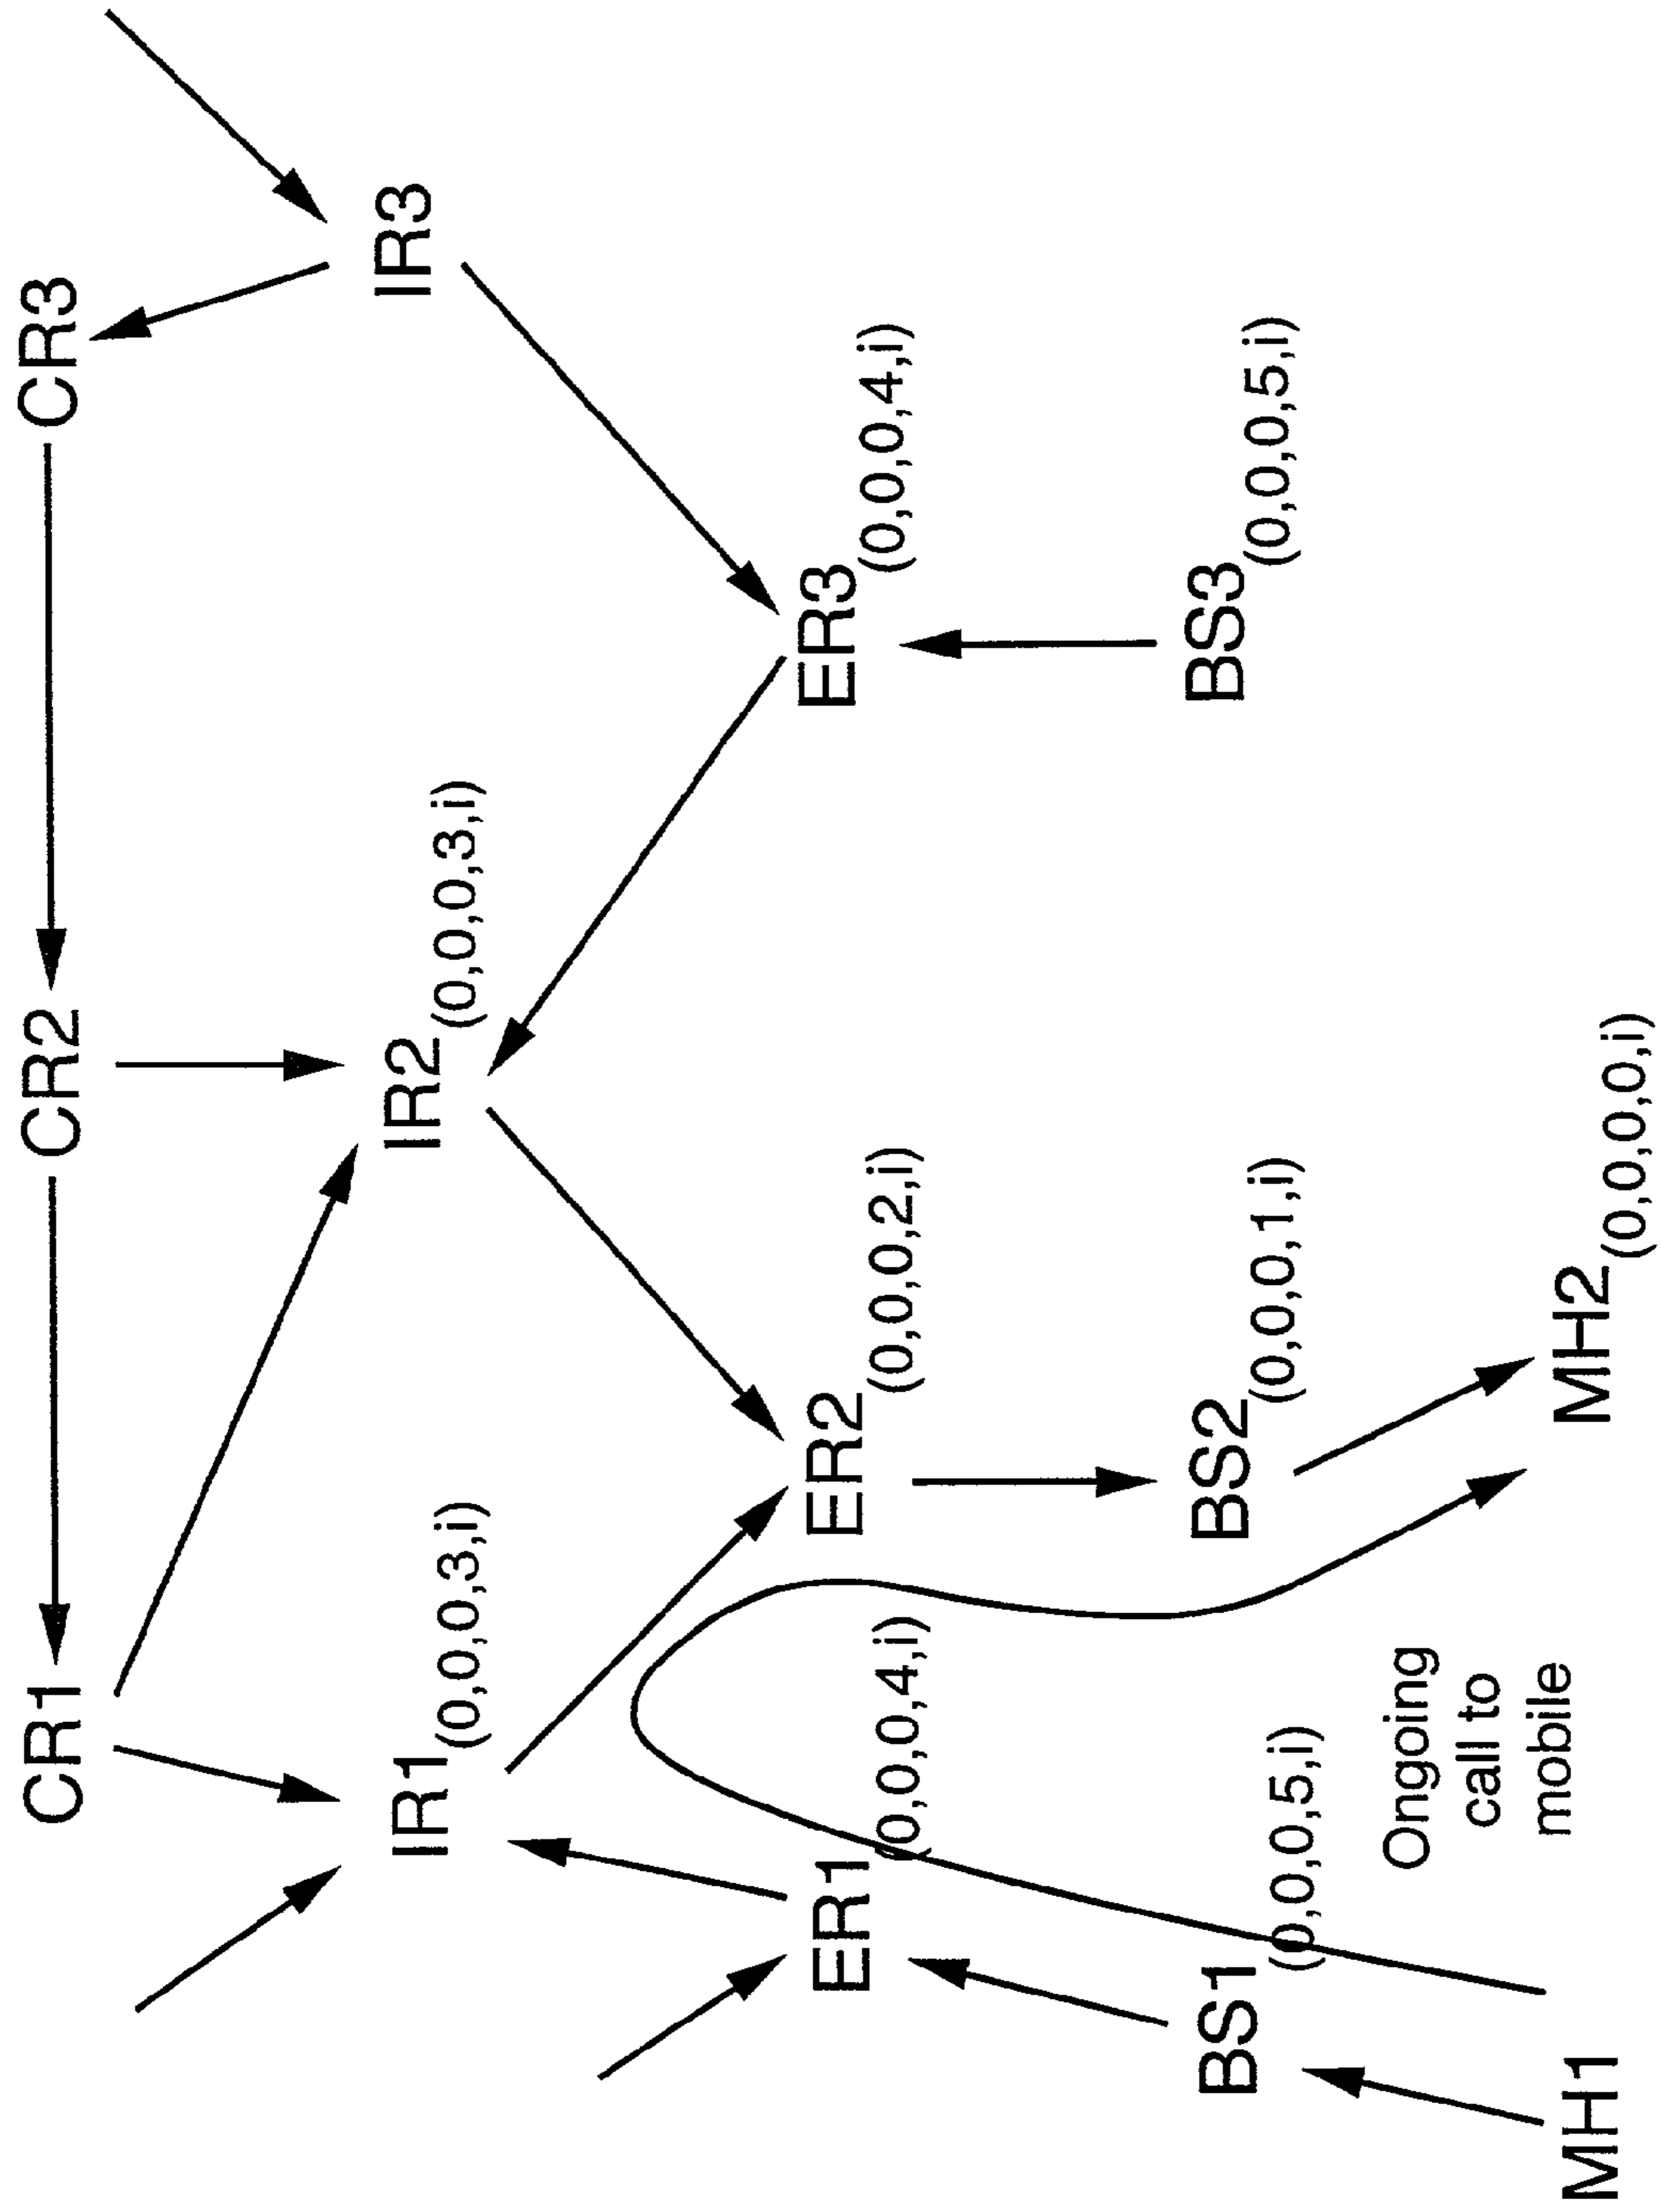 CR1
CR2
CR3
IR1(0,0,0,3,i)
IR2(0,0,0,3,i)
IR3
ER1(0,0,0,4,i)
ER2(0,0,0,2,i)
ER3(0,0,0,4,i)
BS1(0,0,0,5,i)
BS2(0,0,0,1,i)
BS3(0,0,0,5,i)
Ongoing
call to
mobile
MH1
MH2(0,0,0,0,i)